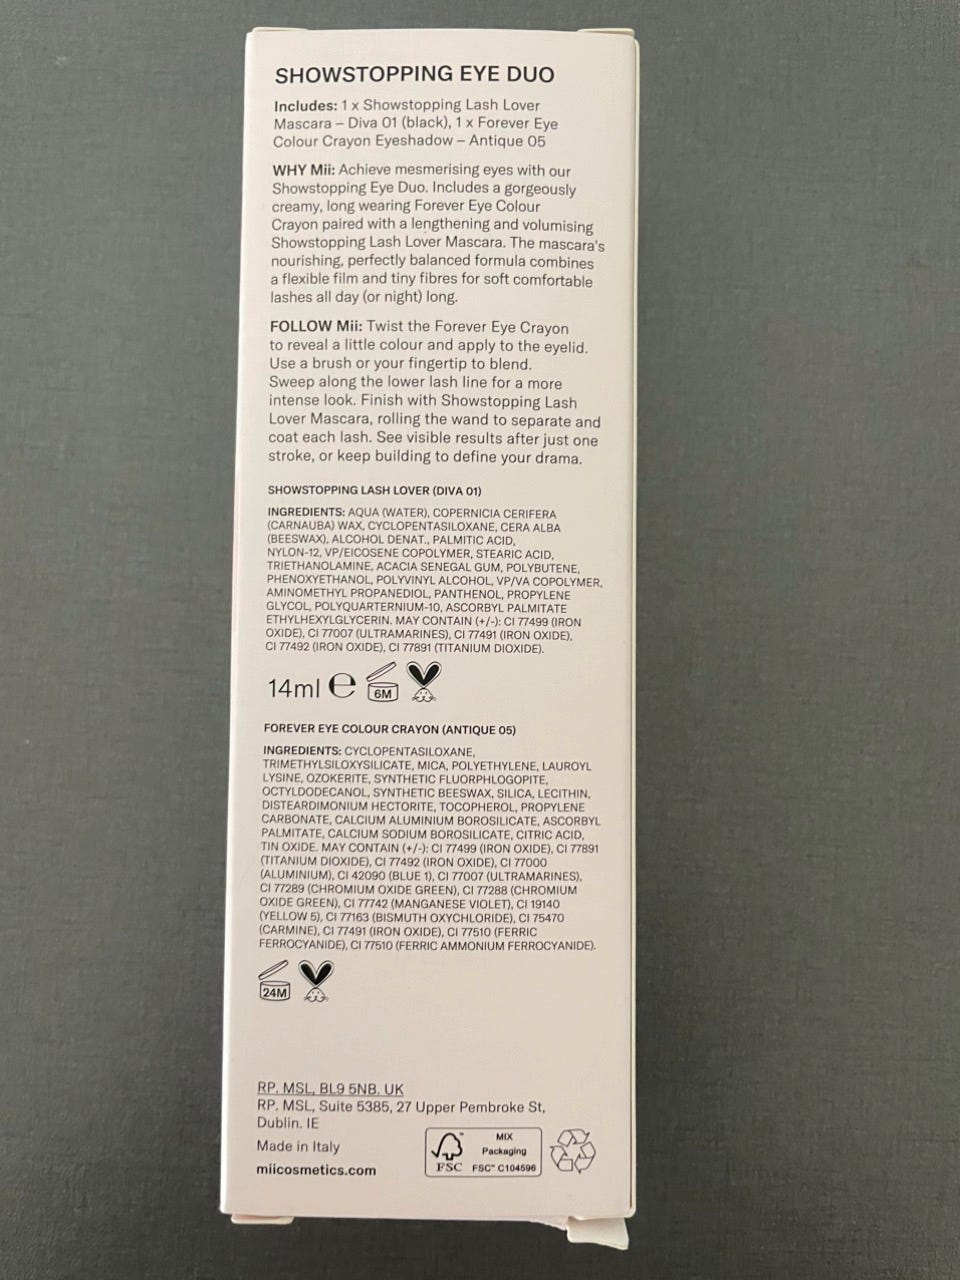 SHOWSTOPPING EYE DUO
Includes: 1 x Showstopping Lash Lover
Mascara – Diva 01 (black), 1 x Forever Eye
Colour Crayon Eyeshadow – Antique 05
WHY Mii: Achieve mesmerising eyes with our
Showstopping Eye Duo. Includes a gorgeously
creamy, long wearing Forever Eye Colour
Crayon paired with a lengthening and volumising
Showstopping Lash Lover Mascara. The mascara's
nourishing, perfectly balanced formula combines
a flexible film and tiny fibres for soft comfortable
lashes all day (or night) long.
FOLLOW Mii: Twist the Forever Eye Crayon
to reveal a little colour and apply to the eyelid.
Use a brush or your fingertip to blend.
Sweep along the lower lash line for a more
intense look. Finish with Showstopping Lash
Lover Mascara, rolling the wand to separate and
coat each lash. See visible results after just one
stroke, or keep building to define your drama.
SHOWSTOPPING LASH LOVER (DIVA 01)
INGREDIENTS: AQUA (WATER), COPERNICIA CERIFERA
(CARNAUBA) WAX, CYCLOPENTASILOXANE, CERA ALBA
(BEESWAX), ALCOHOL DENAT., PALMITIC ACID,
NYLON-12, VP/EICOSENE COPOLYMER, STEARIC ACID,
TRIETHANOLAMINE, ACACIA SENEGAL GUM, POLYBUTENE,
PHENOXYETHANOL, POLYVINYL ALCOHOL, VP/VA COPOLYMER,
AMINOMETHYL PROPANEDIOL, PANTHENOL, PROPYLENE
GLYCOL, POLYQUARTERNIUM-10, ASCORBYL PALMITATE
ETHYLHEXYLGLYCERIN. MAY CONTAIN (+/-): CI 77499 (IRON
OXIDE), CI 77007 (ULTRAMARINES), CI 77491 (IRON OXIDE),
CI 77492 (IRON OXIDE), CI 77891 (TITANIUM DIOXIDE).
14ml ℮ 6M
FOREVER EYE COLOUR CRAYON (ANTIQUE 05)
INGREDIENTS: CYCLOPENTASILOXANE,
TRIMETHYLSILOXYSILICATE, MICA, POLYETHYLENE, LAUROYL
LYSINE, OZOKERITE, SYNTHETIC FLUORPHLOGOPITE,
OCTYLDODECANOL, SYNTHETIC BEESWAX, SILICA, LECITHIN,
DISTEARDIMONIUM HECTORITE, TOCOPHEROL, PROPYLENE
CARBONATE, CALCIUM ALUMINIUM BOROSILICATE, ASCORBYL
PALMITATE, CALCIUM SODIUM BOROSILICATE, CITRIC ACID,
TIN OXIDE. MAY CONTAIN (+/-): CI 77499 (IRON OXIDE), CI 77891
(TITANIUM DIOXIDE), CI 77492 (IRON OXIDE), CI 77000
(ALUMINIUM), CI 42090 (BLUE 1), CI 77007 (ULTRAMARINES),
CI 77289 (CHROMIUM OXIDE GREEN), CI 77288 (CHROMIUM
OXIDE GREEN), CI 77742 (MANGANESE VIOLET), CI 19140
(YELLOW 5), CI 77163 (BISMUTH OXYCHLORIDE), CI 75470
(CARMINE), CI 77491 (IRON OXIDE), CI 77510 (FERRIC
FERROCYANIDE), CI 77510 (FERRIC AMMONIUM FERROCYANIDE).
24M
RP. MSL, BL9 5NB. UK
RP. MSL, Suite 5385, 27 Upper Pembroke St,
Dublin. IE
Made in Italy
miicosmetics.com
MIX
Packaging
FSC FSC™ C104596